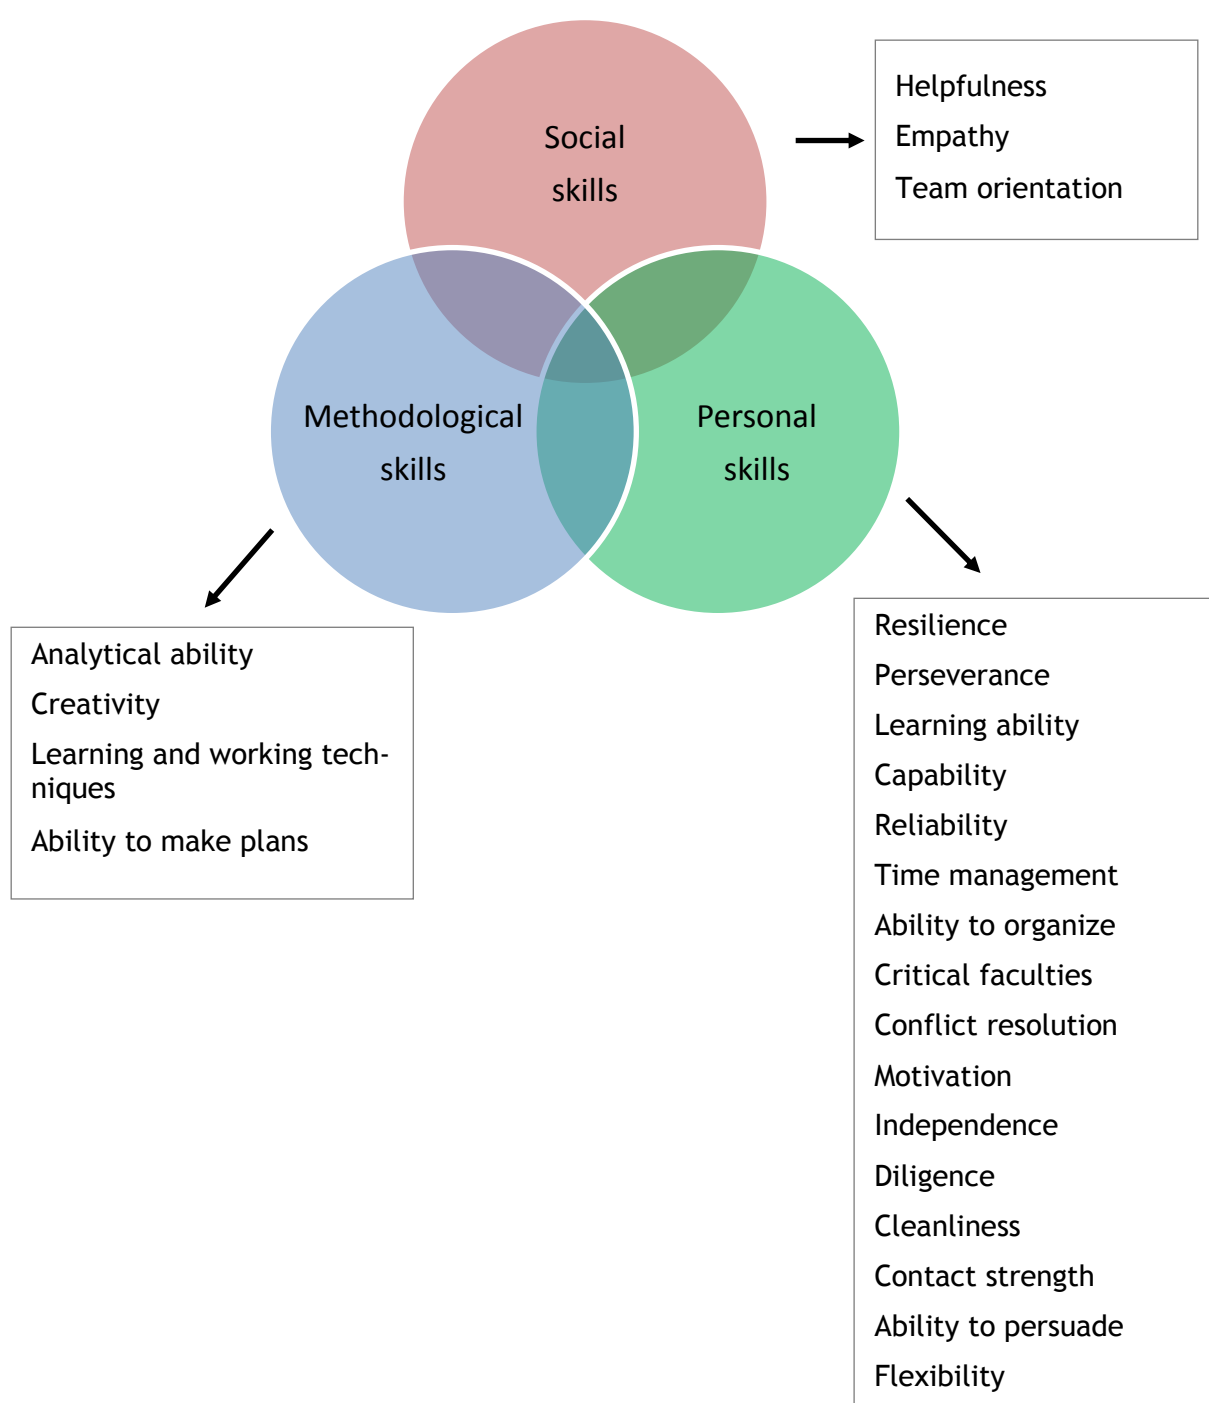 Social
skills
Helpfulness
Empathy
Team orientation
Methodological
skills
Personal
skills
Analytical ability
Creativity
Learning and working tech-
niques
Ability to make plans
Resilience
Perseverance
Learning ability
Capability
Reliability
Time management
Ability to organize
Critical faculties
Conflict resolution
Motivation
Independence
Diligence
Cleanliness
Contact strength
Ability to persuade
Flexibility